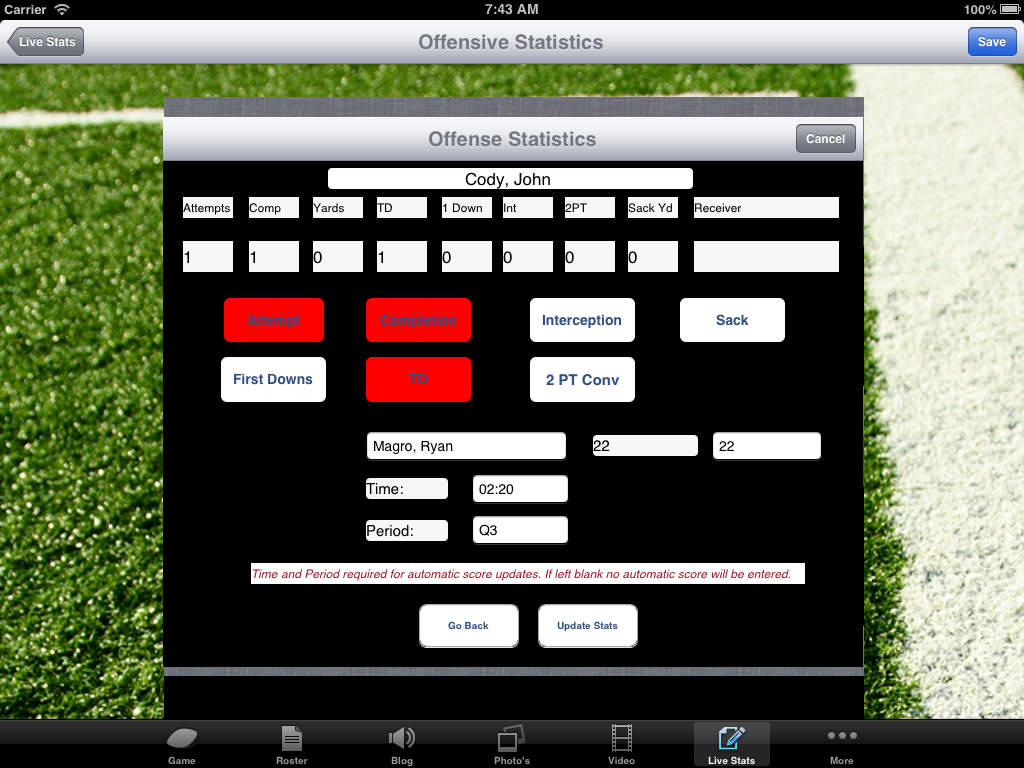 Carrier 7:43 AM 100%
Live Stats Offensive Statistics Save
Offense Statistics Cancel
Cody, John
Attempts Comp Yards TD 1 Down Int 2PT Sack Yd Receiver
1 1 0 1 0 0 0 0
Attempt Completion Interception Sack
First Downs TD 2 PT Conv
Magro, Ryan 22 22
Time: 02:20
Period: Q3
Time and Period required for automatic score updates. If left blank no automatic score will be entered.
Go Back Update Stats
Game Roster Blog Photo's Video Live Stats More